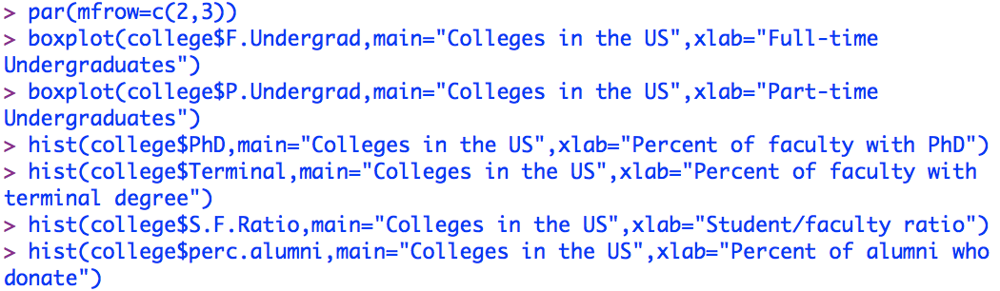 > par(mfrow=c(2,3))
> boxplot(college$F.Undergrad,main="Colleges in the US",xlab="Full-time
Undergraduates")
> boxplot(college$P.Undergrad,main="Colleges in the US",xlab="Part-time
Undergraduates")
> hist(college$PhD,main="Colleges in the US",xlab="Percent of faculty with PhD")
> hist(college$Terminal,main="Colleges in the US",xlab="Percent of faculty with
terminal degree")
> hist(college$S.F.Ratio,main="Colleges in the US",xlab="Student/faculty ratio")
> hist(college$perc.alumni,main="Colleges in the US",xlab="Percent of alumni who
donate")